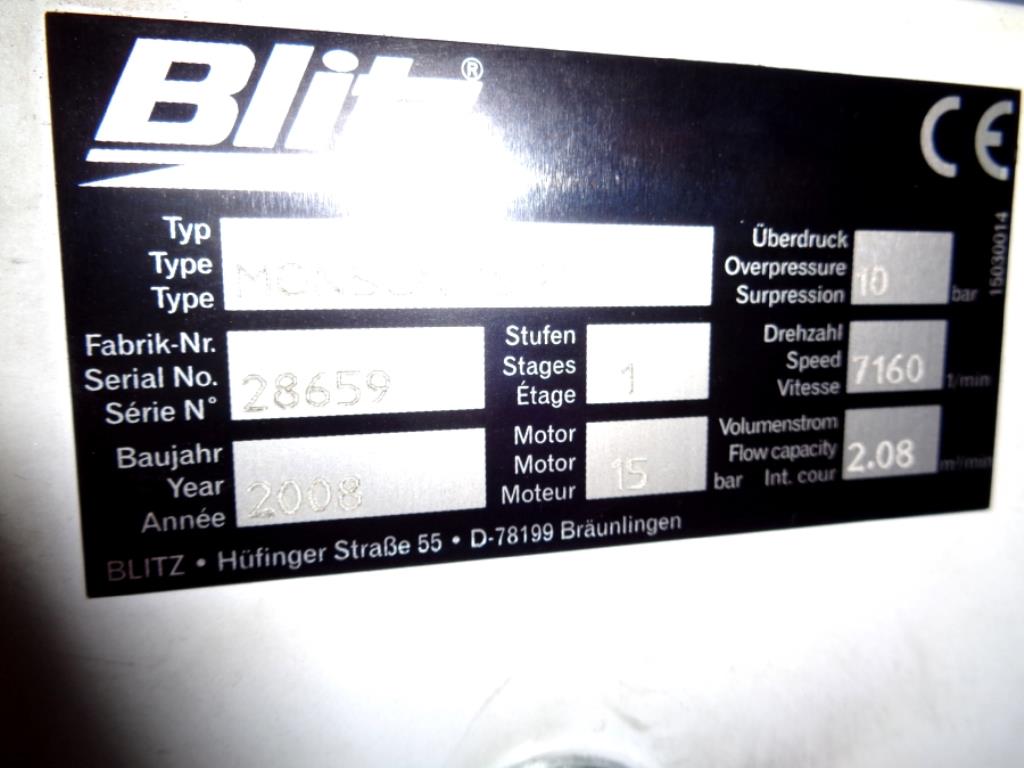 Blitz®
CE
Typ
Type
Type
Überdruck
Overpressure
Surpression
10
bar
15030014
Fabrik-Nr.
Serial No.
Série N°
28659
Stufen
Stages
Étage
1
Drehzahl
Speed
Vitesse
7160
1/min
Baujahr
Year
Année
2008
Motor
Motor
Moteur
15
bar
Volumenstrom
Flow capacity
Int. cour
2.08
BLITZ • Hüfinger Straße 55 • D-78199 Bräunlingen